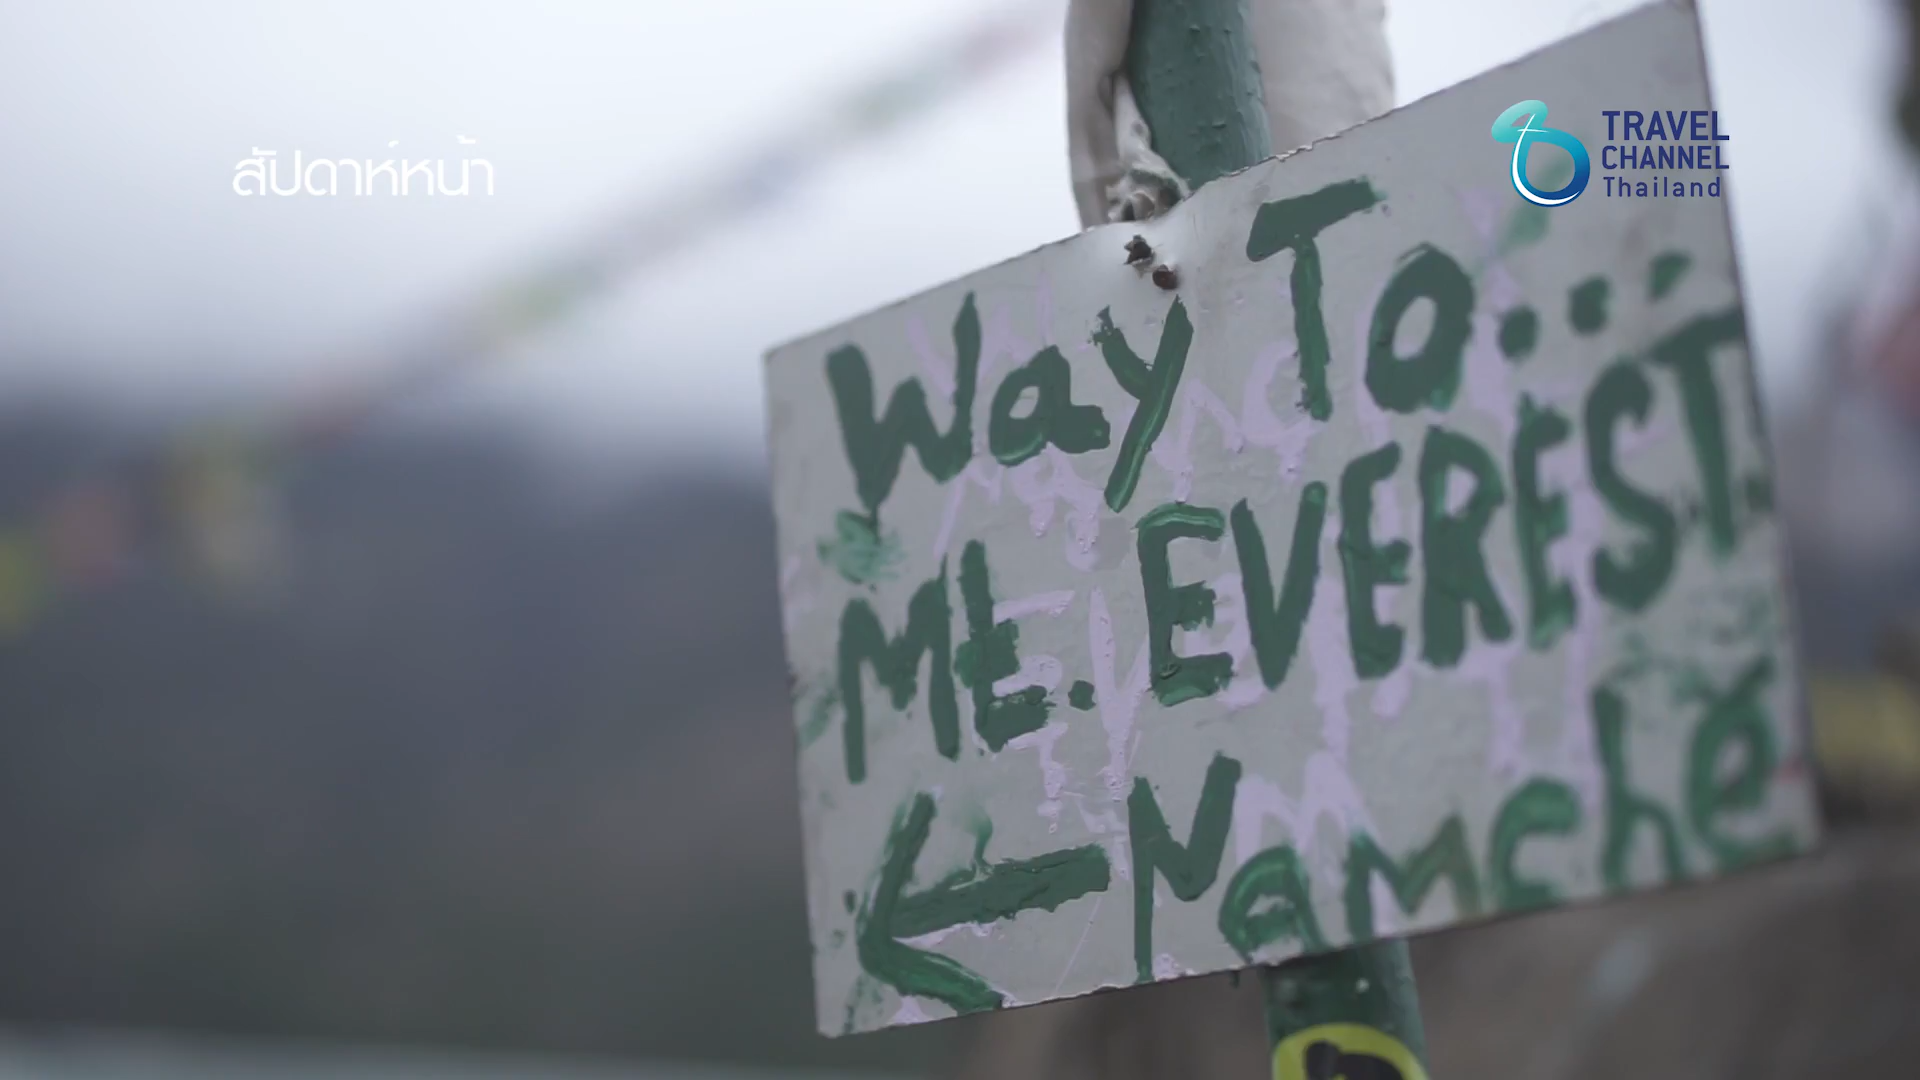 สัปดาห์หน้า
TRAVEL
CHANNEL
Thailand
Way To...
Mt. EVEREST.
← Namche